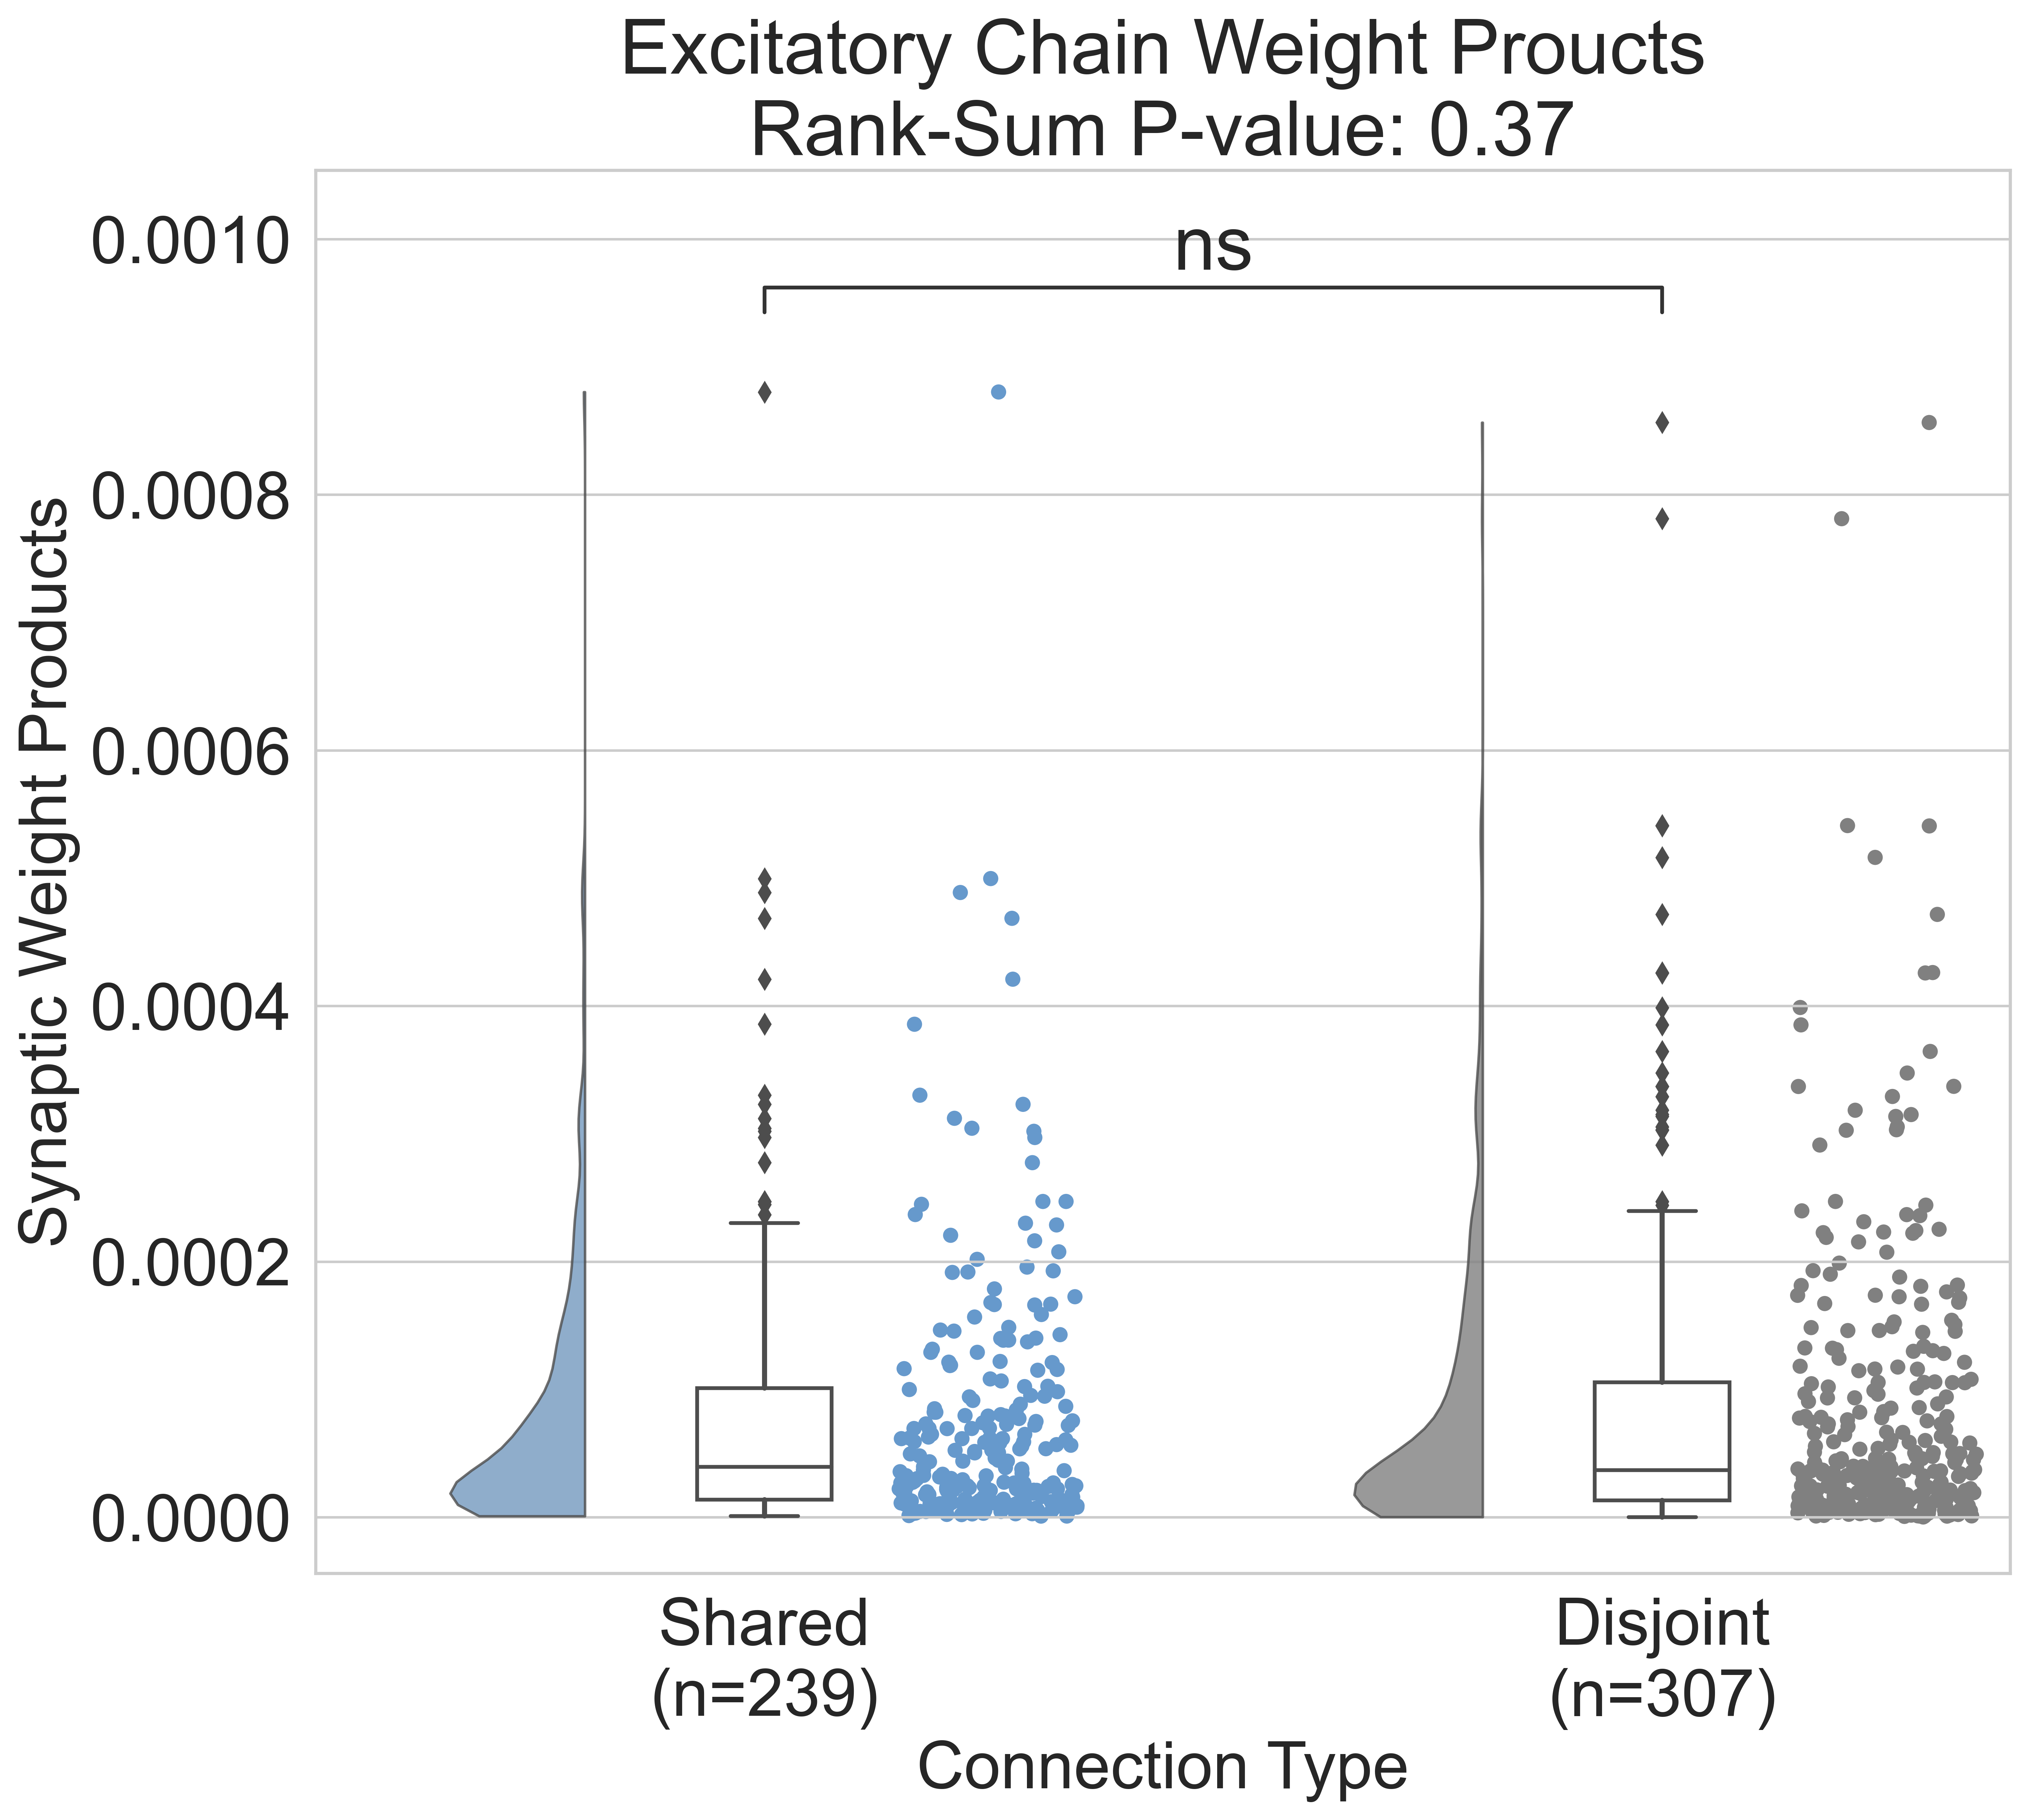 Excitatory Chain Weight Proucts
Rank-Sum P-value: 0.37
0.0010
ns
0.0008
0.0006
0.0004
0.0002
0.0000
Synaptic Weight Products
Shared
(n=239)
Disjoint
(n=307)
Connection Type